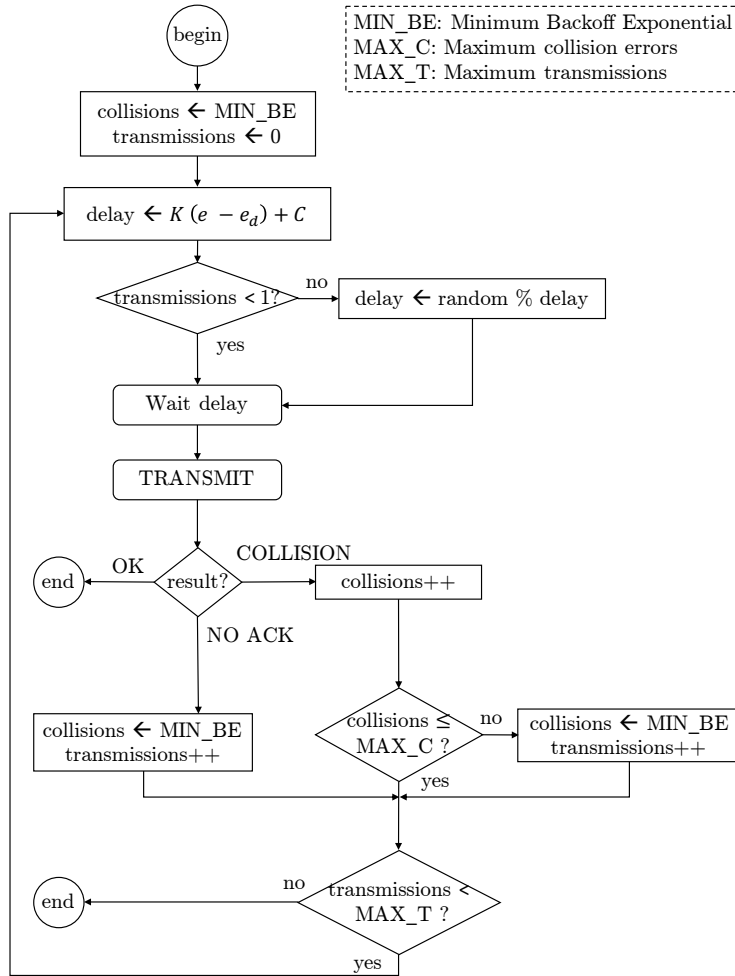 begin
MIN_BE: Minimum Backoff Exponential
MAX_C: Maximum collision errors
MAX_T: Maximum transmissions
collisions ← MIN_BE
transmissions ← 0
delay ← K (e − e_d) + C
transmissions < 1?
no
delay ← random % delay
yes
Wait delay
TRANSMIT
result?
OK
end
COLLISION
collisions++
NO ACK
collisions ← MIN_BE
transmissions++
collisions ≤
MAX_C ?
no
collisions ← MIN_BE
transmissions++
yes
transmissions <
MAX_T ?
no
end
yes